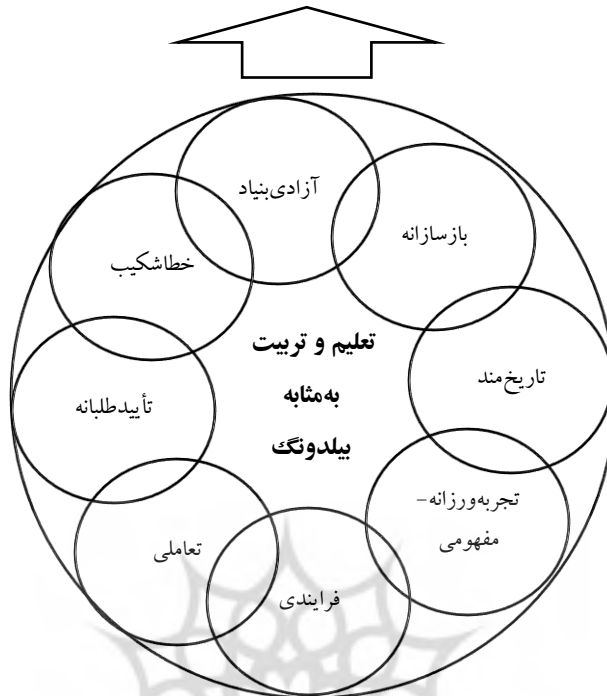 آزادی‌بنیاد
بازسازانه
خطاشکیب
تعلیم و تربیت
به‌مثابه
بیلدونگ
تاریخ‌مند
تأییدطلبانه
تجربه‌ورزانه-
مفهومی
تعاملی
فرایندی